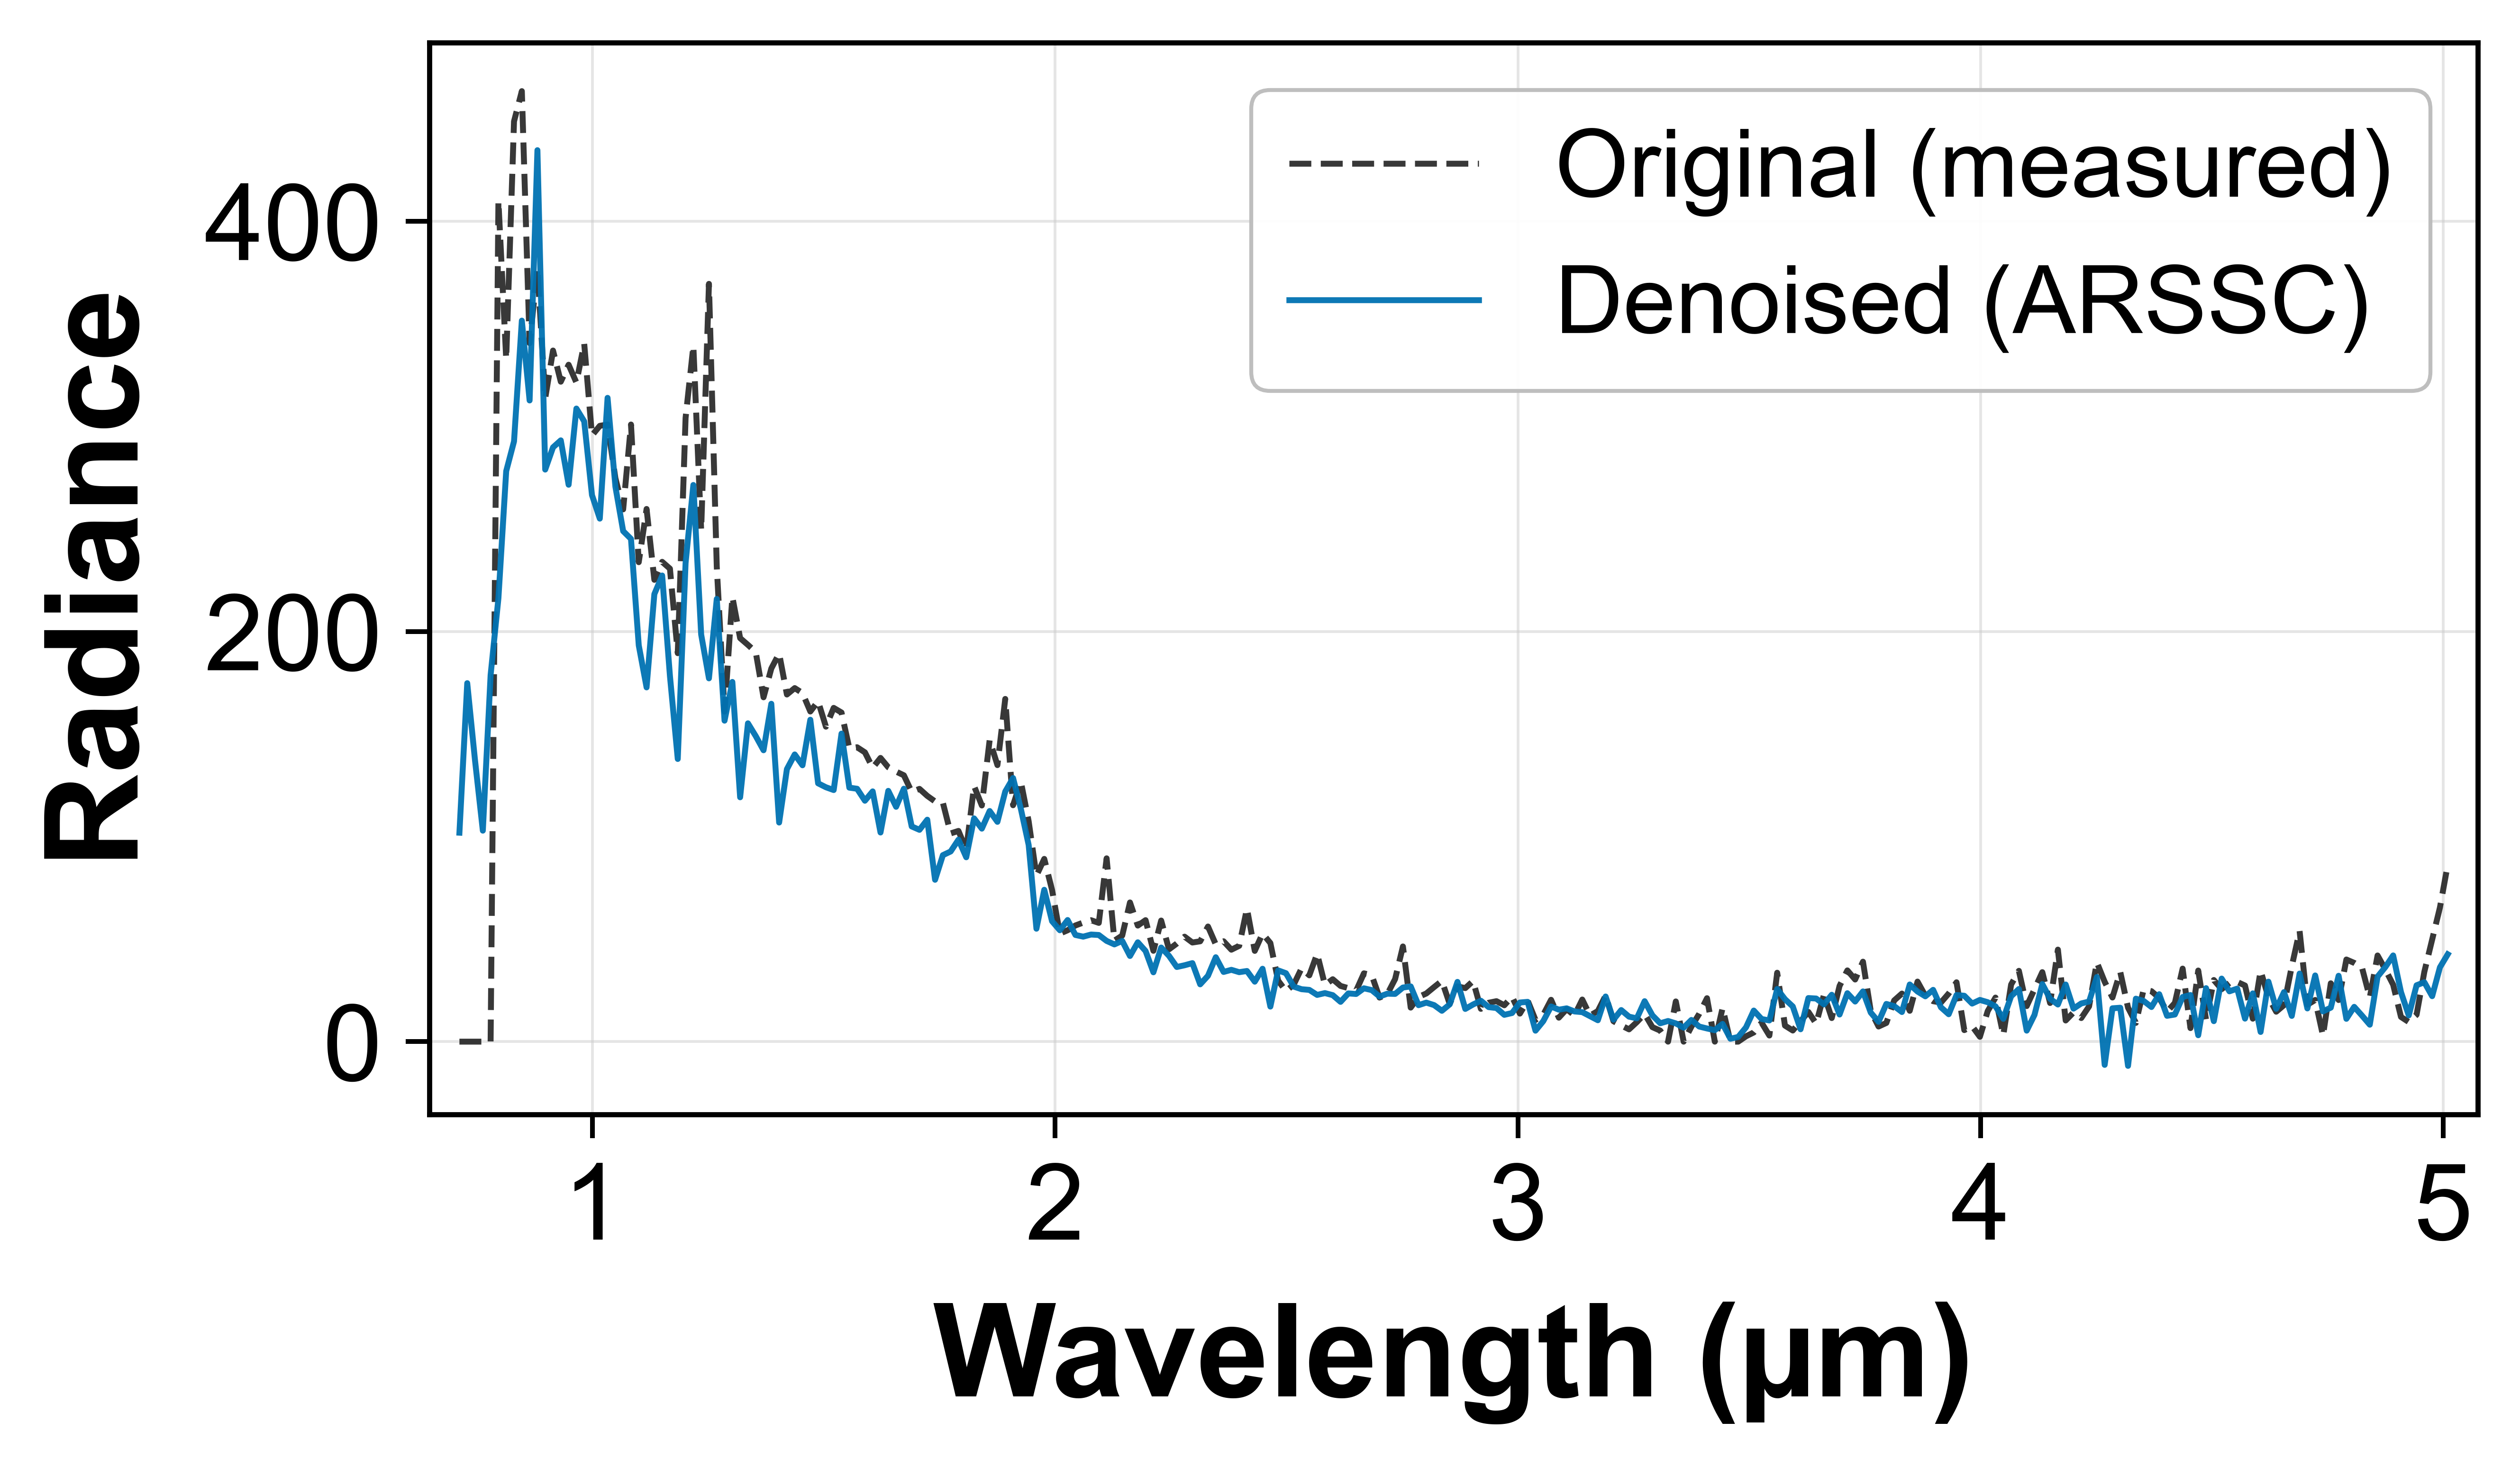 Original (measured)
Denoised (ARSSC)
400
200
0
Radiance
1 2 3 4 5
Wavelength (µm)